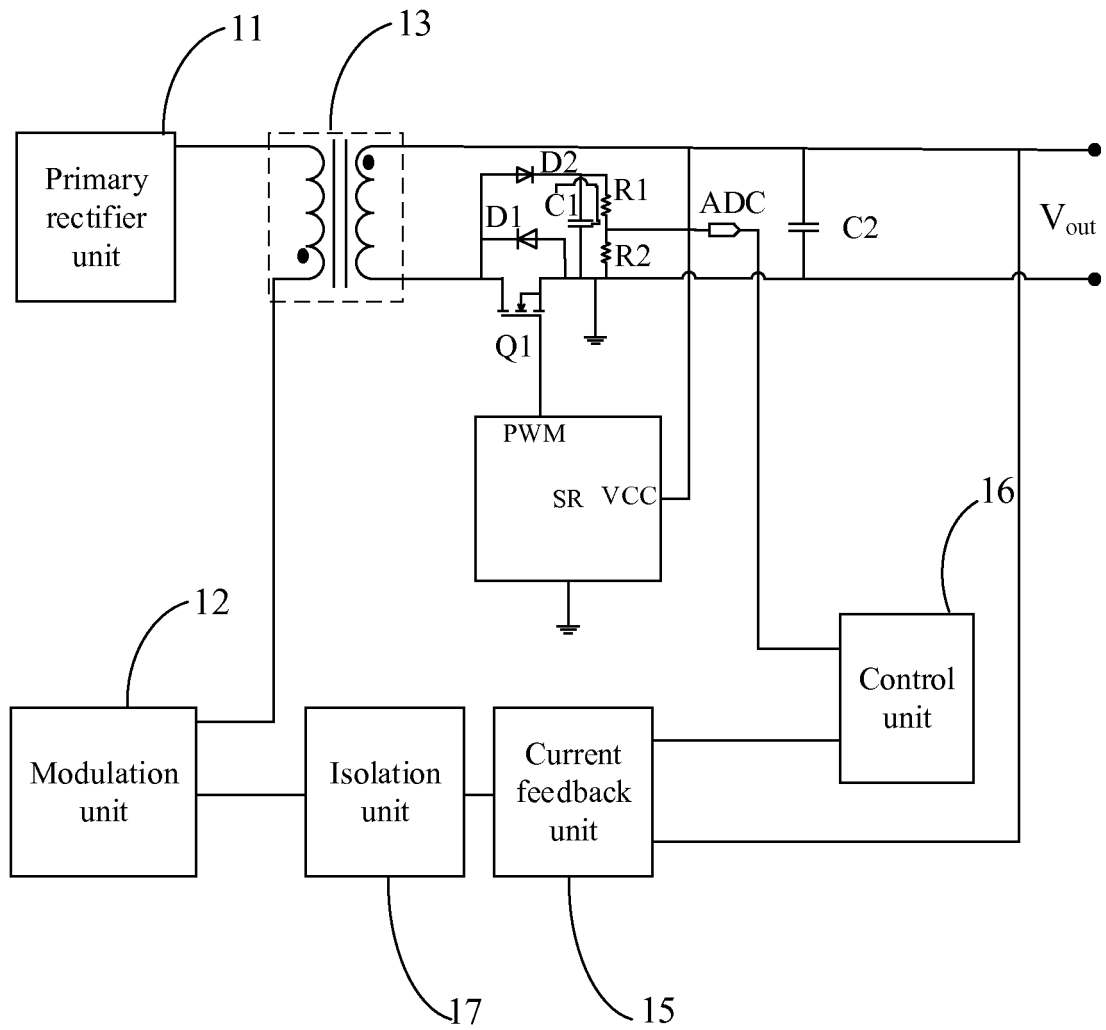 11
13
Primary
rectifier
unit
D2
D1
C1
R1
R2
ADC
C2
Vout
Q1
PWM
SR
VCC
16
12
Control
unit
Modulation
unit
Isolation
unit
Current
feedback
unit
17
15